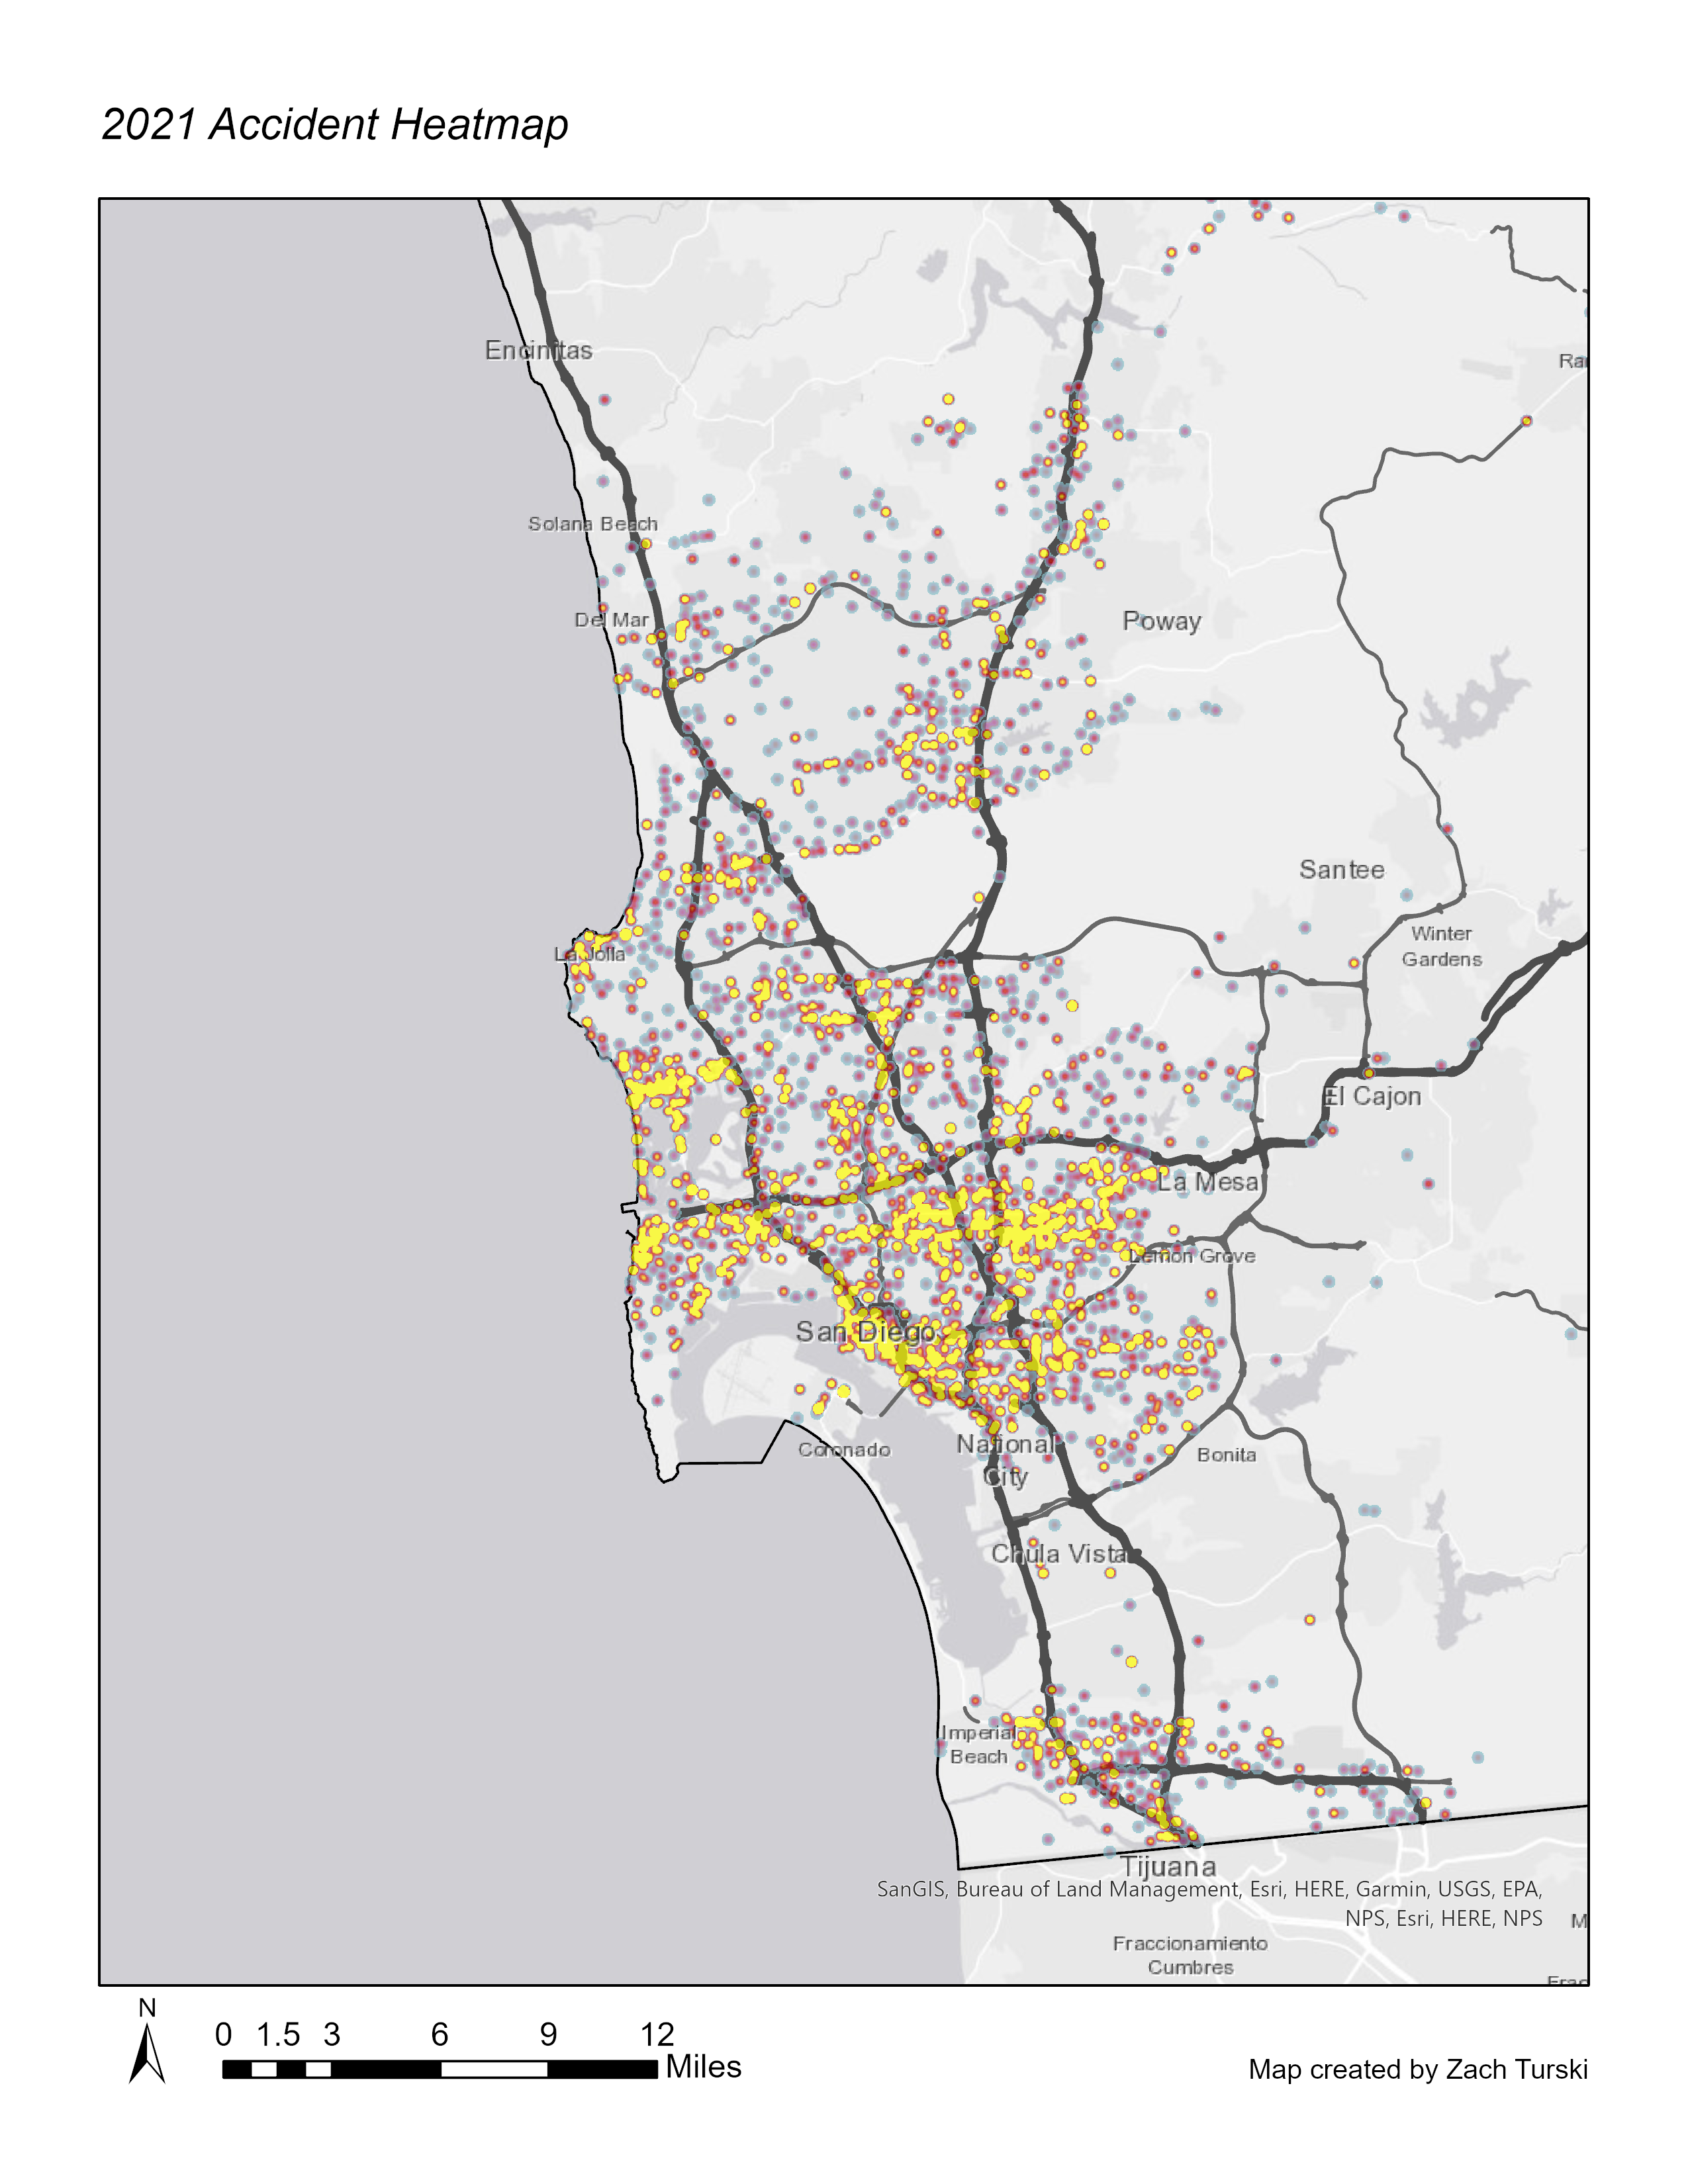 2021 Accident Heatmap
Encinitas
Solana Beach
Del Mar
Poway
Santee
Winter
Gardens
La Jolla
El Cajon
La Mesa
Lemon Grove
San Diego
Coronado
National
City
Bonita
Chula Vista
Imperial
Beach
Tijuana
SanGIS, Bureau of Land Management, Esri, HERE, Garmin, USGS, EPA,
NPS, Esri, HERE, NPS
Fraccionamiento
Cumbres
N
0 1.5 3 6 9 12
Miles
Map created by Zach Turski